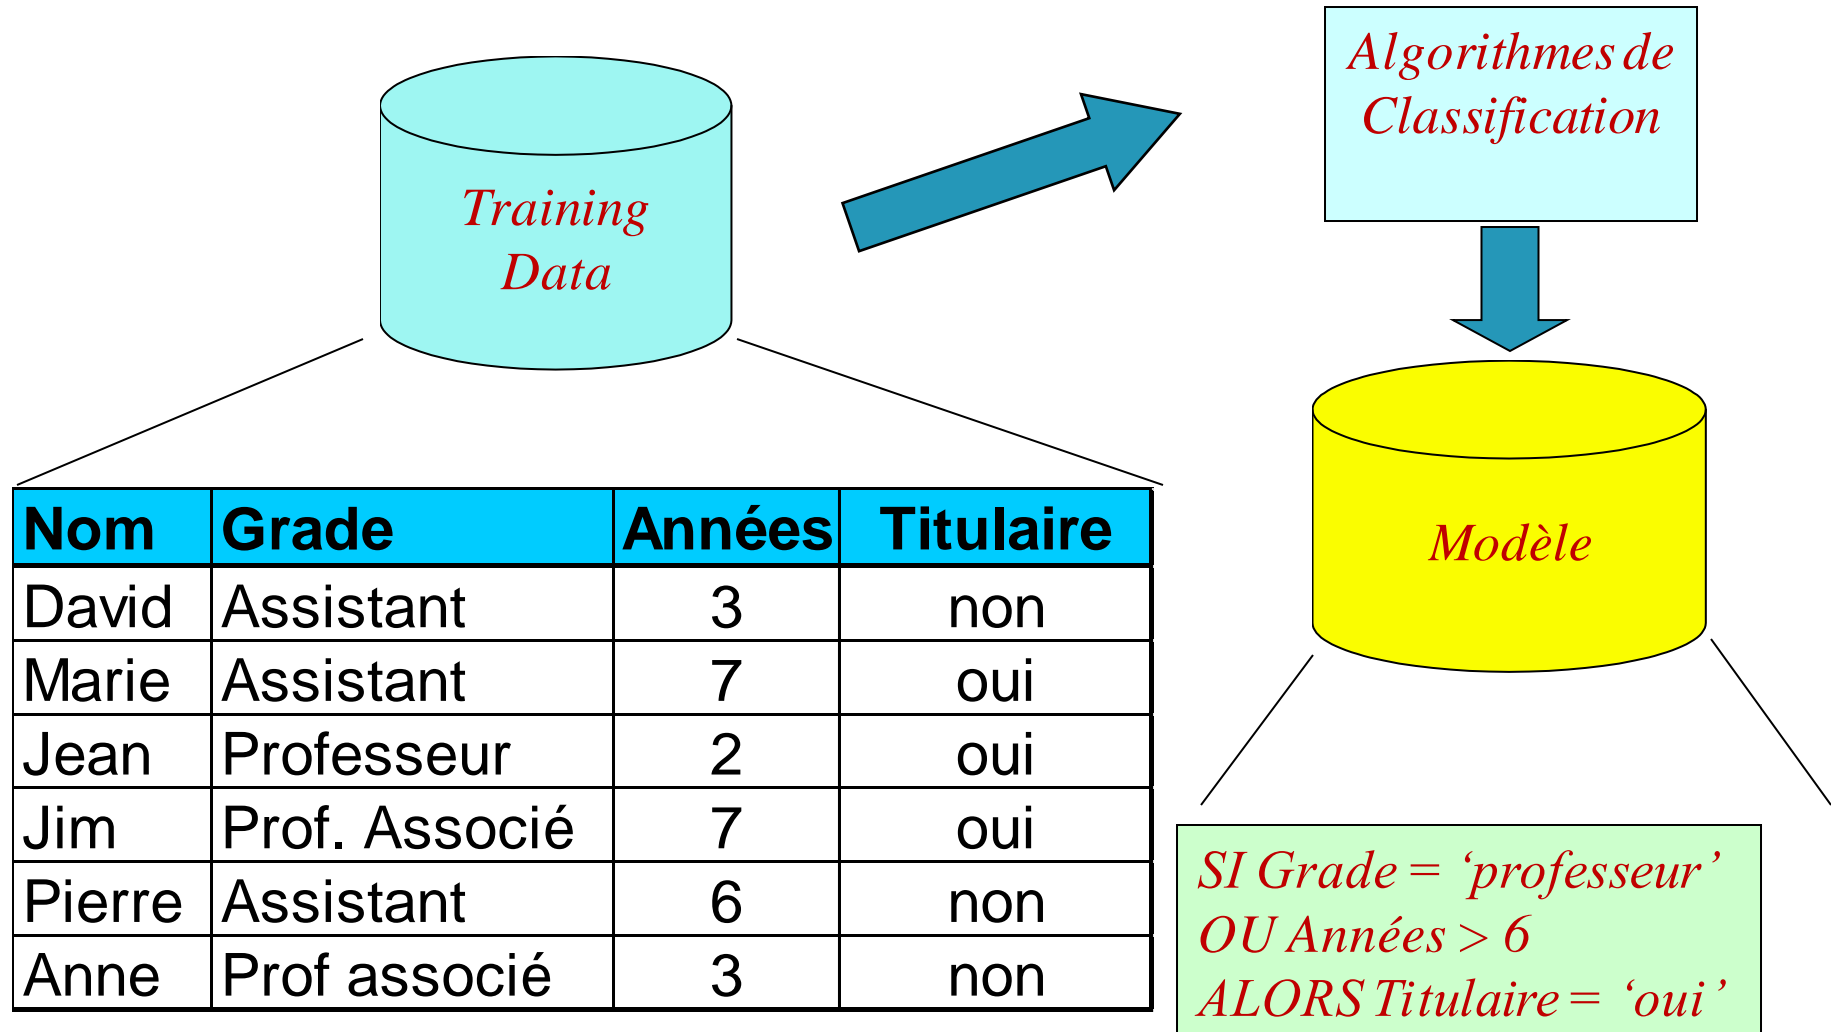 Training
Data
Algorithmes de
Classification
Nom Grade Années Titulaire
David Assistant 3 non
Marie Assistant 7 oui
Jean Professeur 2 oui
Jim Prof. Associé 7 oui
Pierre Assistant 6 non
Anne Prof associé 3 non
Modèle
SI Grade = ‘professeur’
OU Années > 6
ALORS Titulaire = ‘oui’